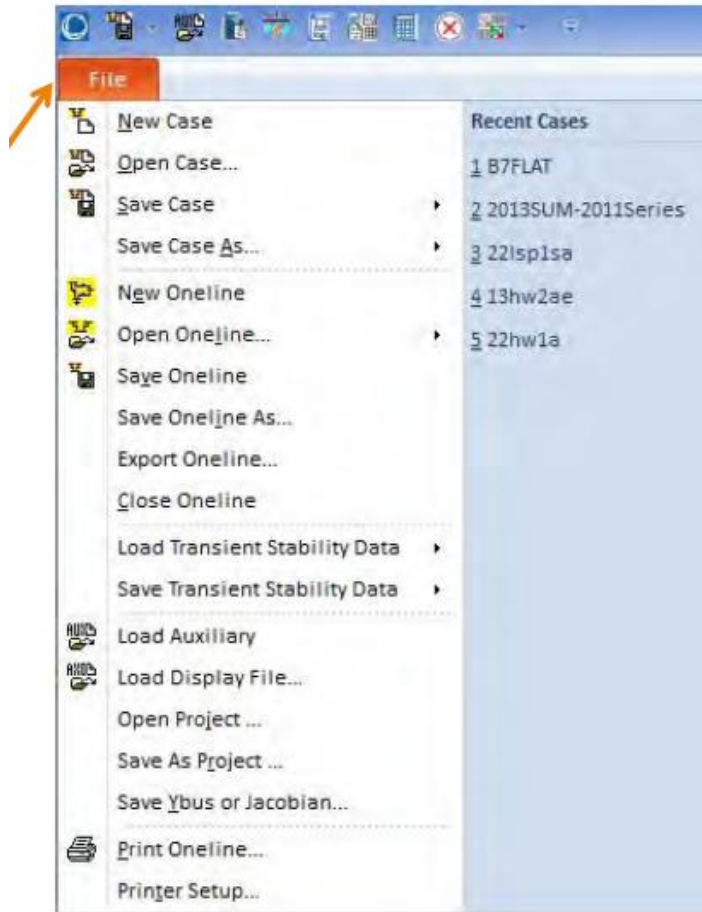 File
New Case
Open Case...
Save Case
Save Case As...
New Oneline
Open Oneline...
Save Oneline
Save Oneline As...
Export Oneline...
Close Oneline
Load Transient Stability Data
Save Transient Stability Data
Load Auxiliary
Load Display File...
Open Project ...
Save As Project ...
Save Ybus or Jacobian...
Print Oneline...
Printer Setup...
Recent Cases
1 B7FLAT
2 2013SUM-2011Series
3 22lsp1sa
4 13hw2ae
5 22hw1a